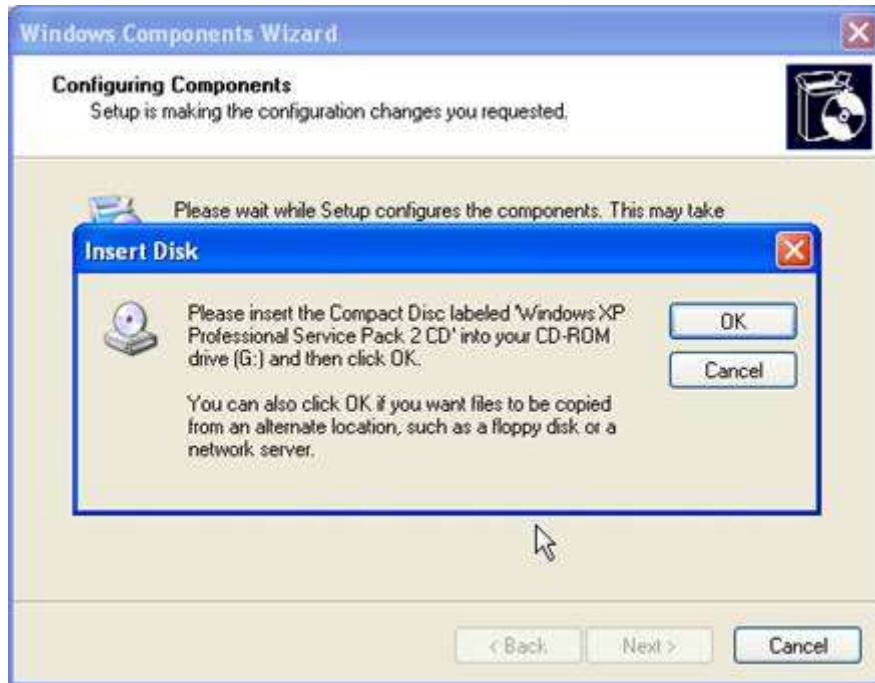 Windows Components Wizard
Configuring Components
Setup is making the configuration changes you requested.
Please wait while Setup configures the components. This may take
Insert Disk
Please insert the Compact Disc labeled 'Windows XP
Professional Service Pack 2 CD' into your CD-ROM
drive (G:) and then click OK.
You can also click OK if you want files to be copied
from an alternate location, such as a floppy disk or a
network server.
OK
Cancel
< Back
Next >
Cancel